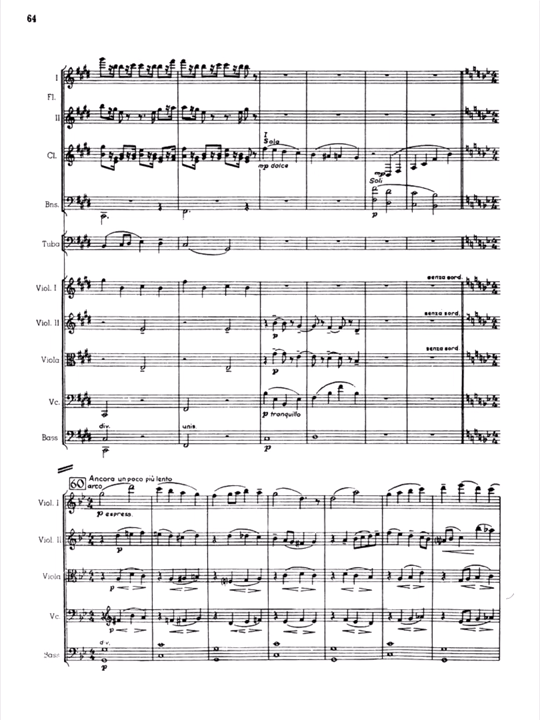 64
I
Fl.
II
I
Solo
Cl.
mp dolce
mp
Soli
Bns.
p
p
Tuba
senza sord.
Viol. I
senza sord.
Viol. II
p
senza sord.
Viola
p
Vc.
p tranquillo
div.
unis.
Bass
p
p
60 Ancora un poco più lento
arco
Viol. I
p espress.
Viol. II
p
Viola
p
Vc.
p
div.
Bass
p